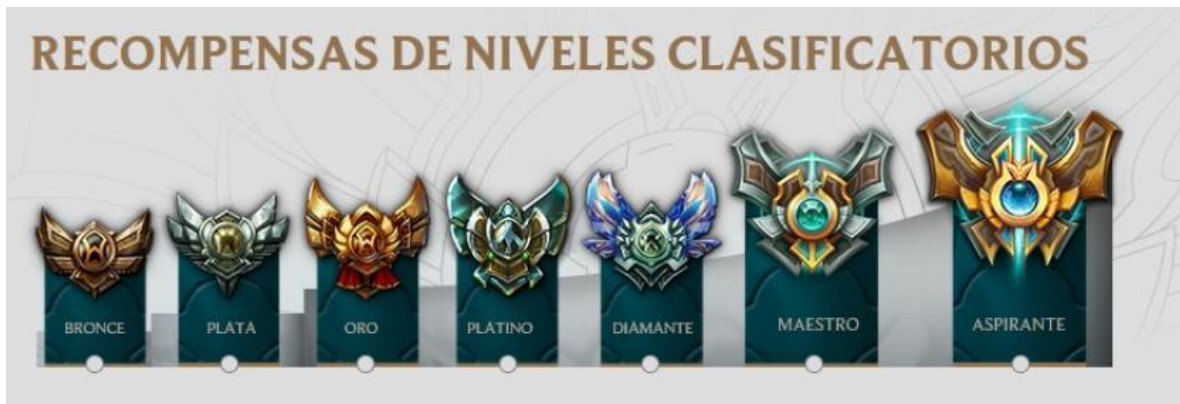 RECOMPENSAS DE NIVELES CLASIFICATORIOS
BRONCE
PLATA
ORO
PLATINO
DIAMANTE
MAESTRO
ASPIRANTE